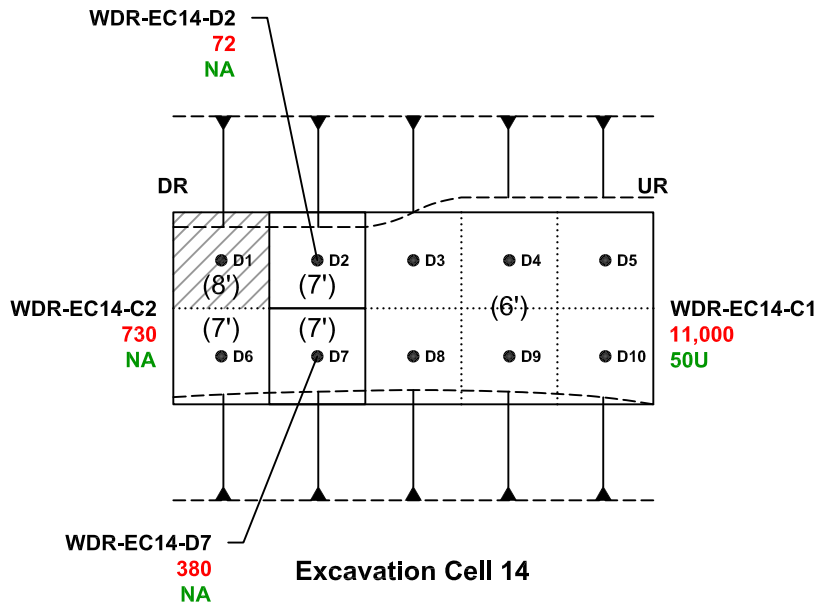 WDR-EC14-D2
72
NA
DR
UR
D1
D2
D3
D4
D5
(8')
(7')
(6')
WDR-EC14-C2
730
NA
(7')
(7')
WDR-EC14-C1
11,000
50U
D6
D7
D8
D9
D10
WDR-EC14-D7
380
NA
Excavation Cell 14